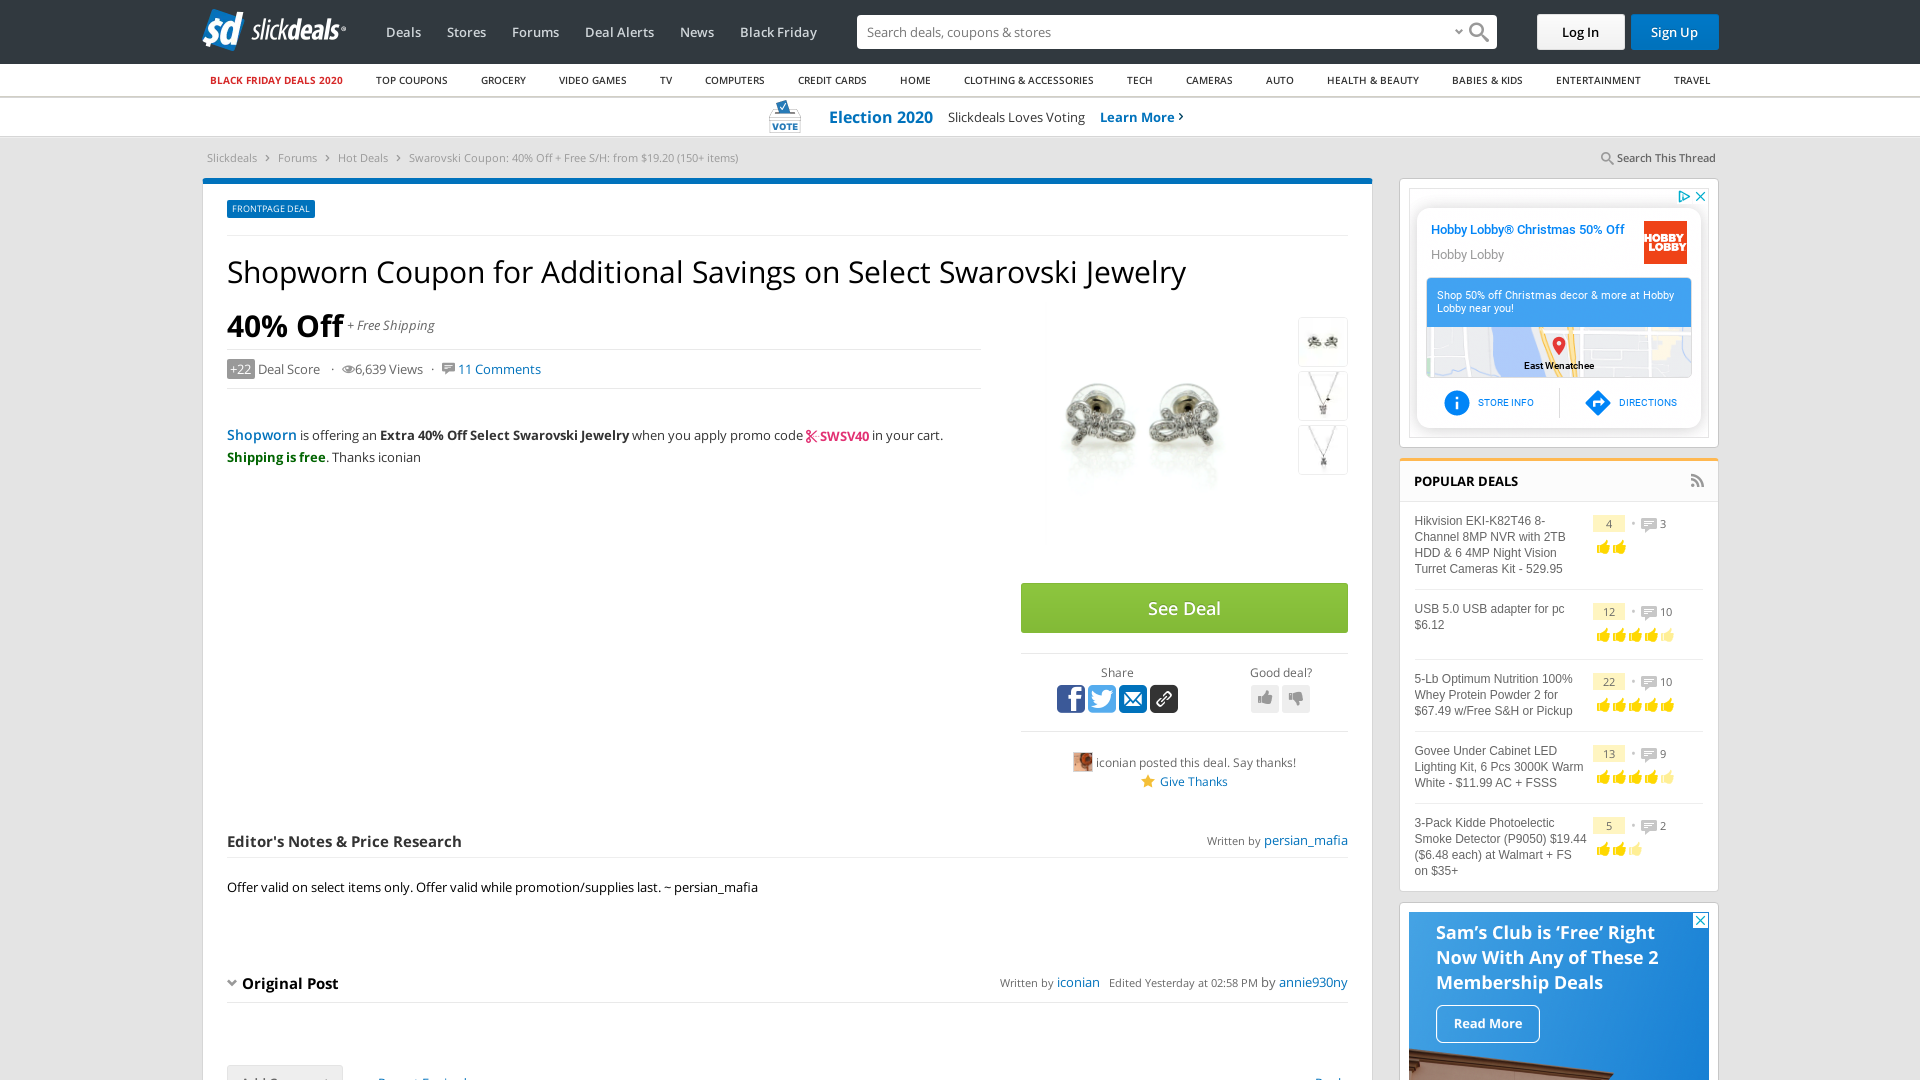 sd slickdeals
Deals Stores Forums Deal Alerts News Black Friday
Search deals, coupons & stores
Log In Sign Up
BLACK FRIDAY DEALS 2020 TOP COUPONS GROCERY VIDEO GAMES TV COMPUTERS CREDIT CARDS HOME CLOTHING & ACCESSORIES TECH CAMERAS AUTO HEALTH & BEAUTY BABIES & KIDS ENTERTAINMENT TRAVEL
VOTE Election 2020 Slickdeals Loves Voting Learn More
Slickdeals › Forums › Hot Deals › Swarovski Coupon: 40% Off + Free S/H: from $19.20 (150+ items)
Search This Thread
FRONTPAGE DEAL
Shopworn Coupon for Additional Savings on Select Swarovski Jewelry
40% Off + Free Shipping
+22 Deal Score · 6,639 Views · 11 Comments
Shopworn is offering an Extra 40% Off Select Swarovski Jewelry when you apply promo code SWSV40 in your cart.
Shipping is free. Thanks iconian
See Deal
Share
Good deal?
iconian posted this deal. Say thanks!
Give Thanks
Editor's Notes & Price Research
Written by persian_mafia
Offer valid on select items only. Offer valid while promotion/supplies last. ~ persian_mafia
Original Post
Written by iconian Edited Yesterday at 02:58 PM by annie930ny
Hobby Lobby® Christmas 50% Off
Hobby Lobby
HOBBY
LOBBY
Shop 50% off Christmas decor & more at Hobby
Lobby near you!
East Wenatchee
STORE INFO
DIRECTIONS
POPULAR DEALS
Hikvision EKI-K82T46 8-
Channel 8MP NVR with 2TB
HDD & 6 4MP Night Vision
Turret Cameras Kit - 529.95
4 • 3
USB 5.0 USB adapter for pc
$6.12
12 • 10
5-Lb Optimum Nutrition 100%
Whey Protein Powder 2 for
$67.49 w/Free S&H or Pickup
22 • 10
Govee Under Cabinet LED
Lighting Kit, 6 Pcs 3000K Warm
White - $11.99 AC + FSSS
13 • 9
3-Pack Kidde Photoelectic
Smoke Detector (P9050) $19.44
($6.48 each) at Walmart + FS
on $35+
5 • 2
Sam's Club is ‘Free’ Right
Now With Any of These 2
Membership Deals
Read More